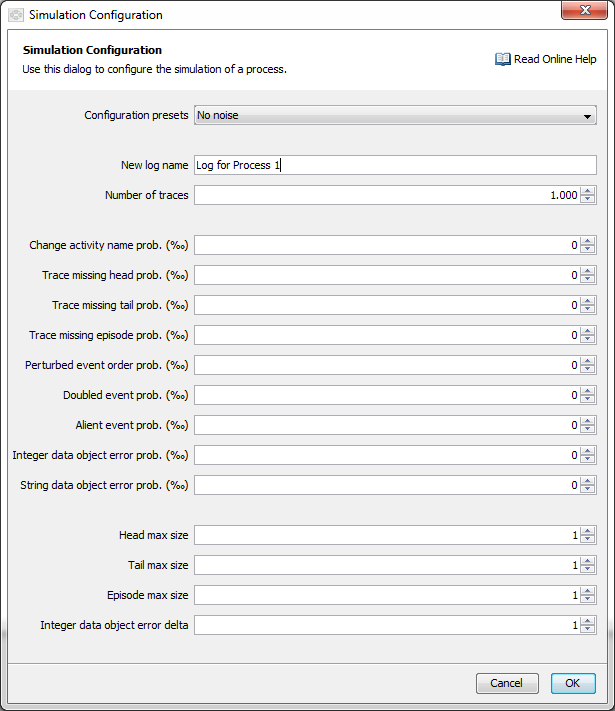 Simulation Configuration
Simulation Configuration
Use this dialog to configure the simulation of a process.
Read Online Help
Configuration presets No noise
New log name Log for Process 1
Number of traces 1.000
Change activity name prob. (‰) 0
Trace missing head prob. (‰) 0
Trace missing tail prob. (‰) 0
Trace missing episode prob. (‰) 0
Perturbed event order prob. (‰) 0
Doubled event prob. (‰) 0
Alient event prob. (‰) 0
Integer data object error prob. (‰) 0
String data object error prob. (‰) 0
Head max size 1
Tail max size 1
Episode max size 1
Integer data object error delta 1
Cancel OK